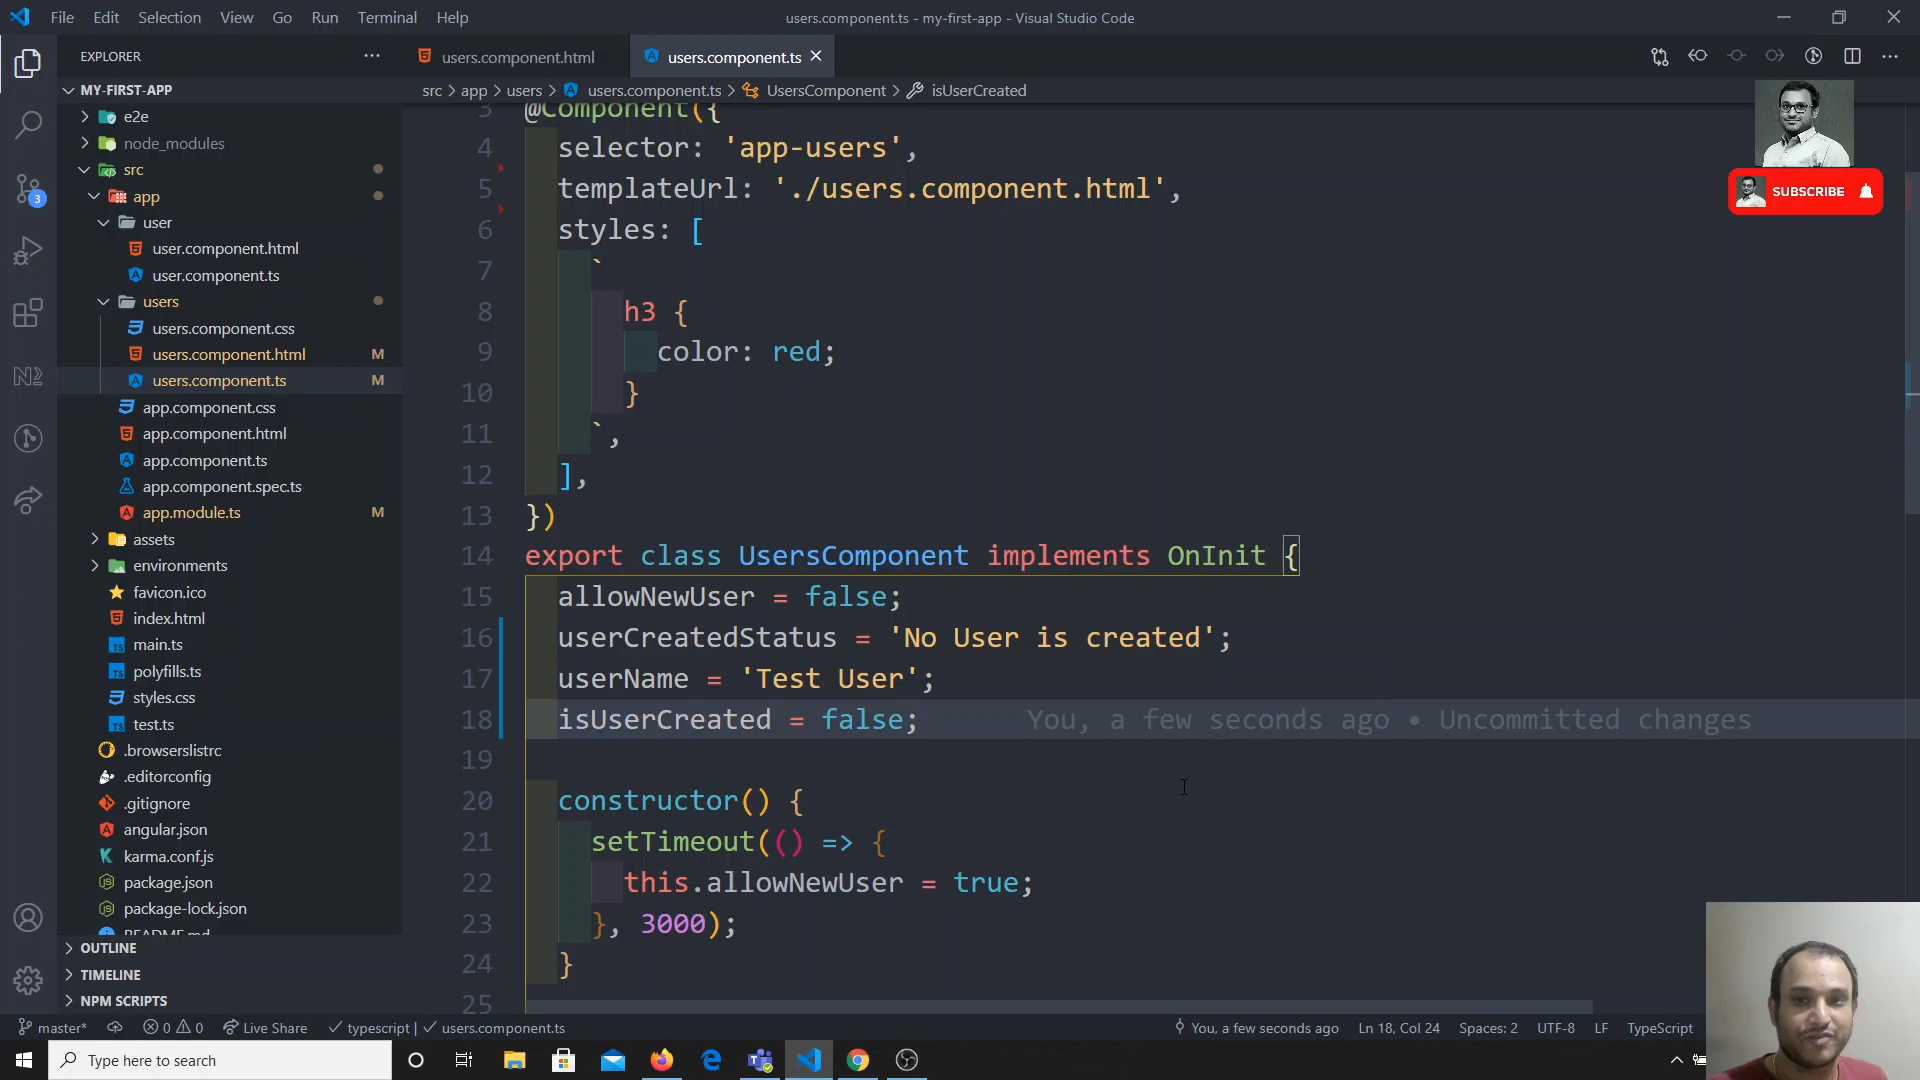 File Edit Selection View Go Run Terminal Help
users.component.ts - my-first-app - Visual Studio Code
EXPLORER
users.component.html
users.component.ts
MY-FIRST-APP
src > app > users > users.component.ts > UsersComponent > isUserCreated
e2e
node_modules
src
app
user
user.component.html
user.component.ts
users
users.component.css
users.component.html M
users.component.ts M
app.component.css
app.component.html
app.component.ts
app.component.spec.ts
app.module.ts M
assets
environments
favicon.ico
index.html
main.ts
polyfills.ts
styles.css
test.ts
.browserslistrc
.editorconfig
.gitignore
angular.json
karma.conf.js
package.json
package-lock.json
README.md
OUTLINE
TIMELINE
NPM SCRIPTS
3
3 @Component({
4 selector: 'app-users',
5 templateUrl: './users.component.html',
6 styles: [
7 `
8 h3 {
9 color: red;
10 }
11 `,
12 ],
13 })
14 export class UsersComponent implements OnInit {
15 allowNewUser = false;
16 userCreatedStatus = 'No User is created';
17 userName = 'Test User';
18 isUserCreated = false; You, a few seconds ago • Uncommitted changes
19
20 constructor() {
21 setTimeout(() => {
22 this.allowNewUser = true;
23 }, 3000);
24 }
25
SUBSCRIBE
master* 0 0 Live Share typescript | users.component.ts
You, a few seconds ago Ln 18, Col 24 Spaces: 2 UTF-8 LF TypeScript
Type here to search